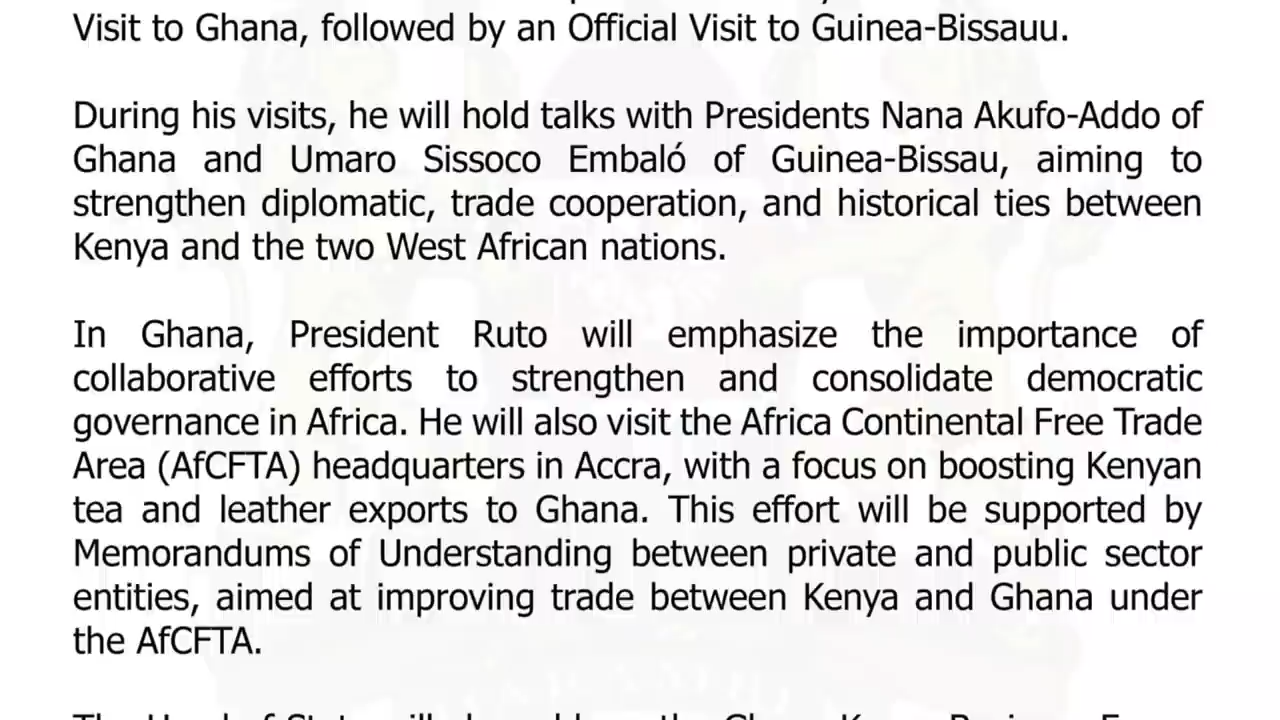 Visit to Ghana, followed by an Official Visit to Guinea-Bissauu.
During his visits, he will hold talks with Presidents Nana Akufo-Addo of
Ghana and Umaro Sissoco Embaló of Guinea-Bissau, aiming to
strengthen diplomatic, trade cooperation, and historical ties between
Kenya and the two West African nations.
In Ghana, President Ruto will emphasize the importance of
collaborative efforts to strengthen and consolidate democratic
governance in Africa. He will also visit the Africa Continental Free Trade
Area (AfCFTA) headquarters in Accra, with a focus on boosting Kenyan
tea and leather exports to Ghana. This effort will be supported by
Memorandums of Understanding between private and public sector
entities, aimed at improving trade between Kenya and Ghana under
the AfCFTA.